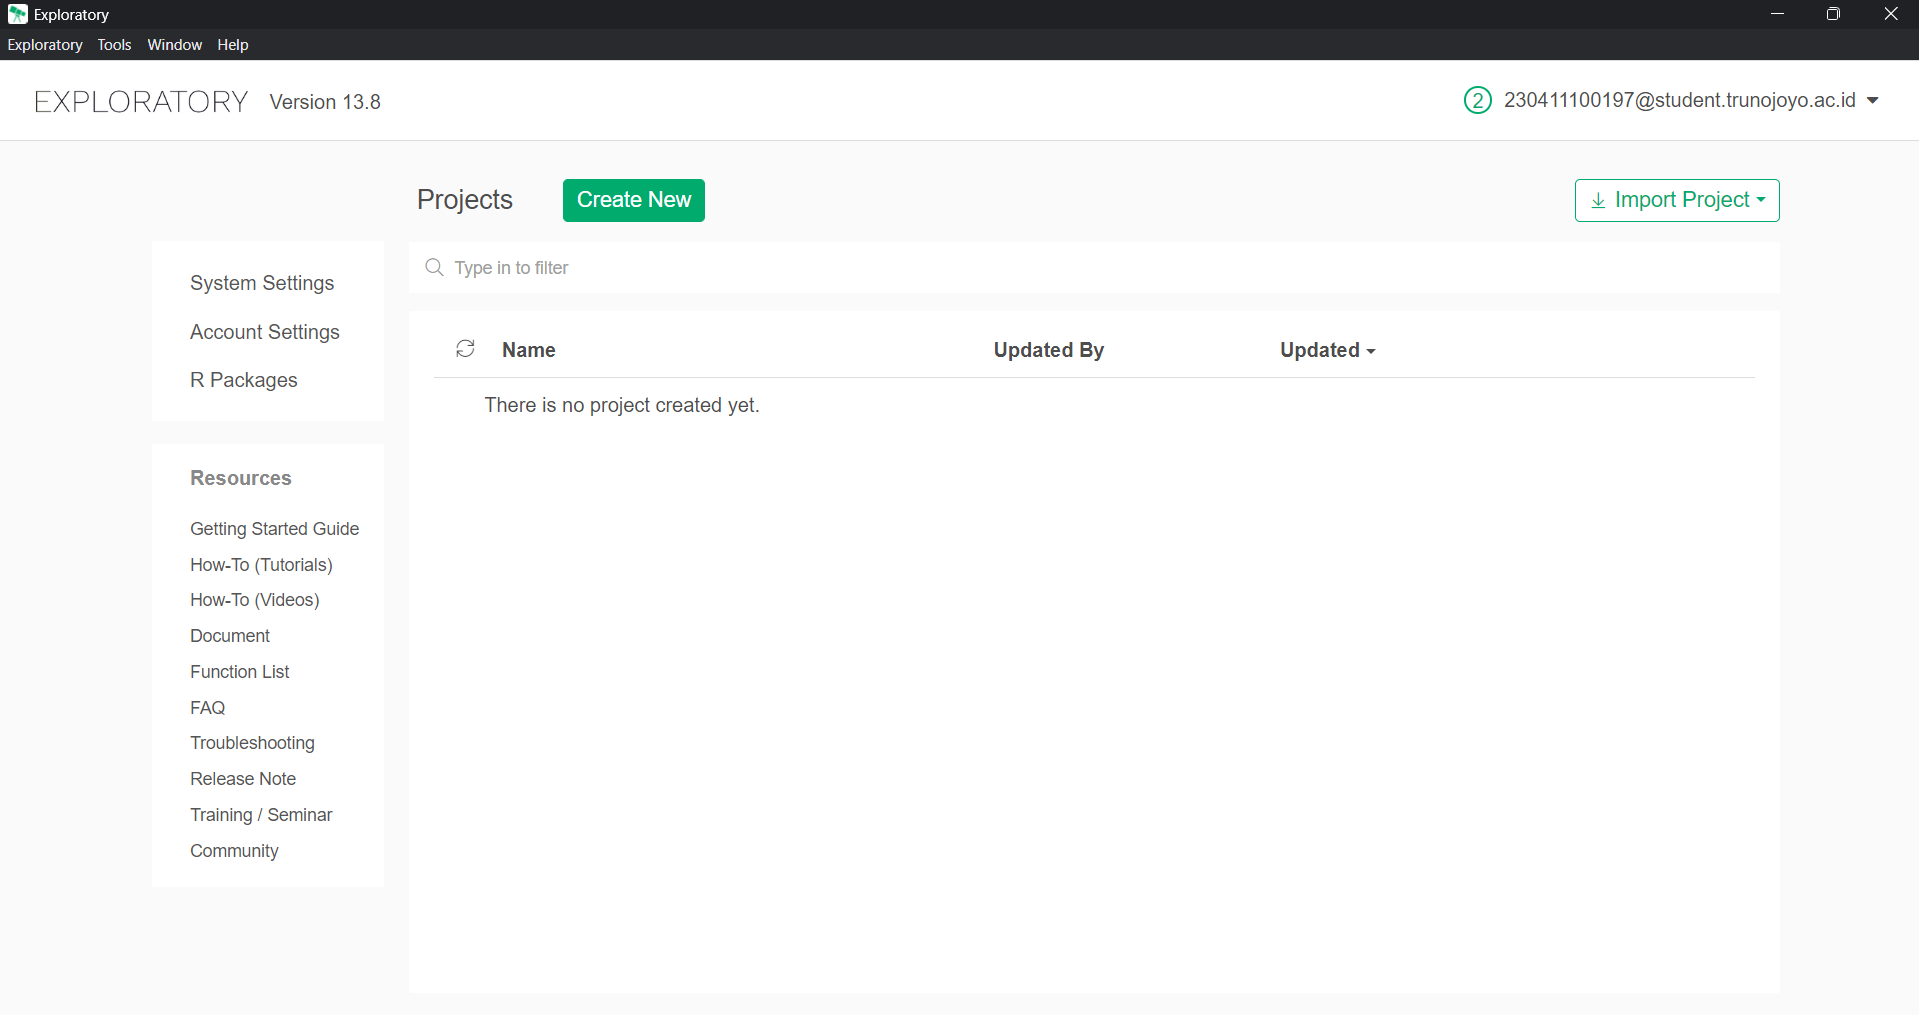 Exploratory
Exploratory Tools Window Help
EXPLORATORY Version 13.8
2 230411100197@student.trunojoyo.ac.id
Projects Create New Import Project
System Settings
Account Settings
R Packages
Resources
Getting Started Guide
How-To (Tutorials)
How-To (Videos)
Document
Function List
FAQ
Troubleshooting
Release Note
Training / Seminar
Community
Type in to filter
Name Updated By Updated
There is no project created yet.